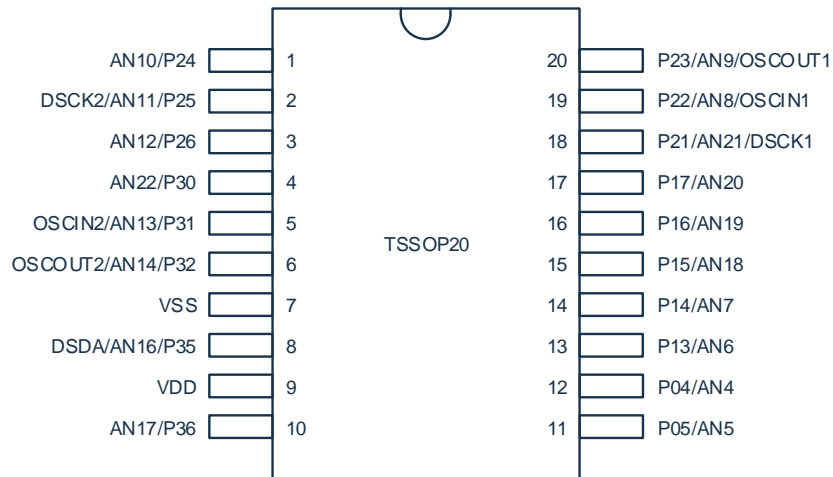 AN10/P24 1 20 P23/AN9/OSCOUT1
DSCK2/AN11/P25 2 19 P22/AN8/OSCIN1
AN12/P26 3 18 P21/AN21/DSCK1
AN22/P30 4 17 P17/AN20
OSCIN2/AN13/P31 5 16 P16/AN19
TSSOP20
OSCOUT2/AN14/P32 6 15 P15/AN18
VSS 7 14 P14/AN7
DSDA/AN16/P35 8 13 P13/AN6
VDD 9 12 P04/AN4
AN17/P36 10 11 P05/AN5